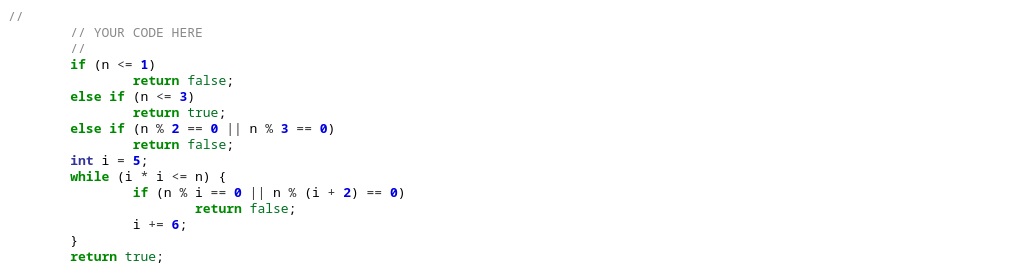 //
// YOUR CODE HERE
//
if (n <= 1)
return false;
else if (n <= 3)
return true;
else if (n % 2 == 0 || n % 3 == 0)
return false;
int i = 5;
while (i * i <= n) {
if (n % i == 0 || n % (i + 2) == 0)
return false;
i += 6;
}
return true;